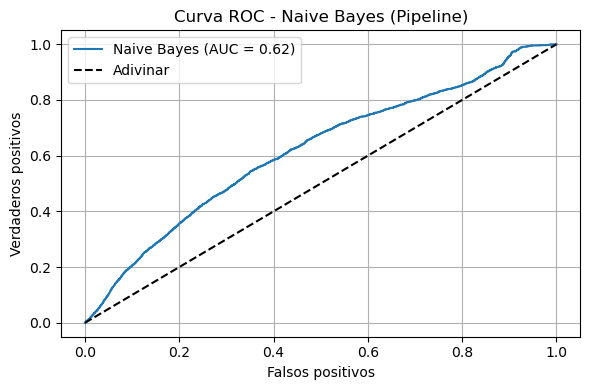 Curva ROC - Naive Bayes (Pipeline)
Naive Bayes (AUC = 0.62)
Adivinar
Verdaderos positivos
1.0
0.8
0.6
0.4
0.2
0.0
0.0 0.2 0.4 0.6 0.8 1.0
Falsos positivos